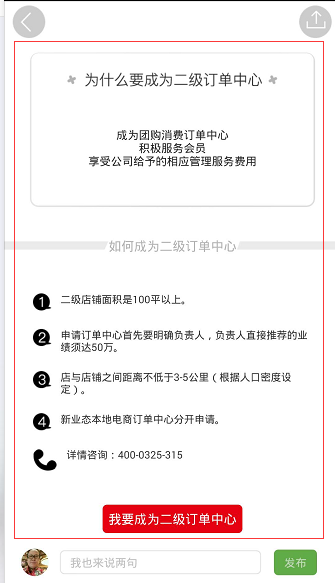 为什么要成为二级订单中心
成为团购消费订单中心
积极服务会员
享受公司给予的相应管理服务费用
如何成为二级订单中心
1 二级店铺面积是100平以上。
2 申请订单中心首先要明确负责人，负责人直接推荐的业
绩须达50万。
3 店与店铺之间距离不低于3-5公里（根据人口密度设
定）。
4 新业态本地电商订单中心分开申请。
详情咨询：400-0325-315
我要成为二级订单中心
我也来说两句
发布